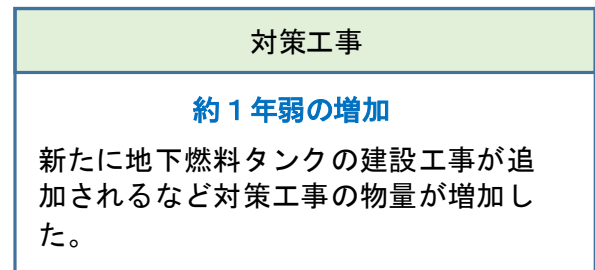 対策工事
約１年弱の増加
新たに地下燃料タンクの建設工事が追
加されるなど対策工事の物量が増加し
た。